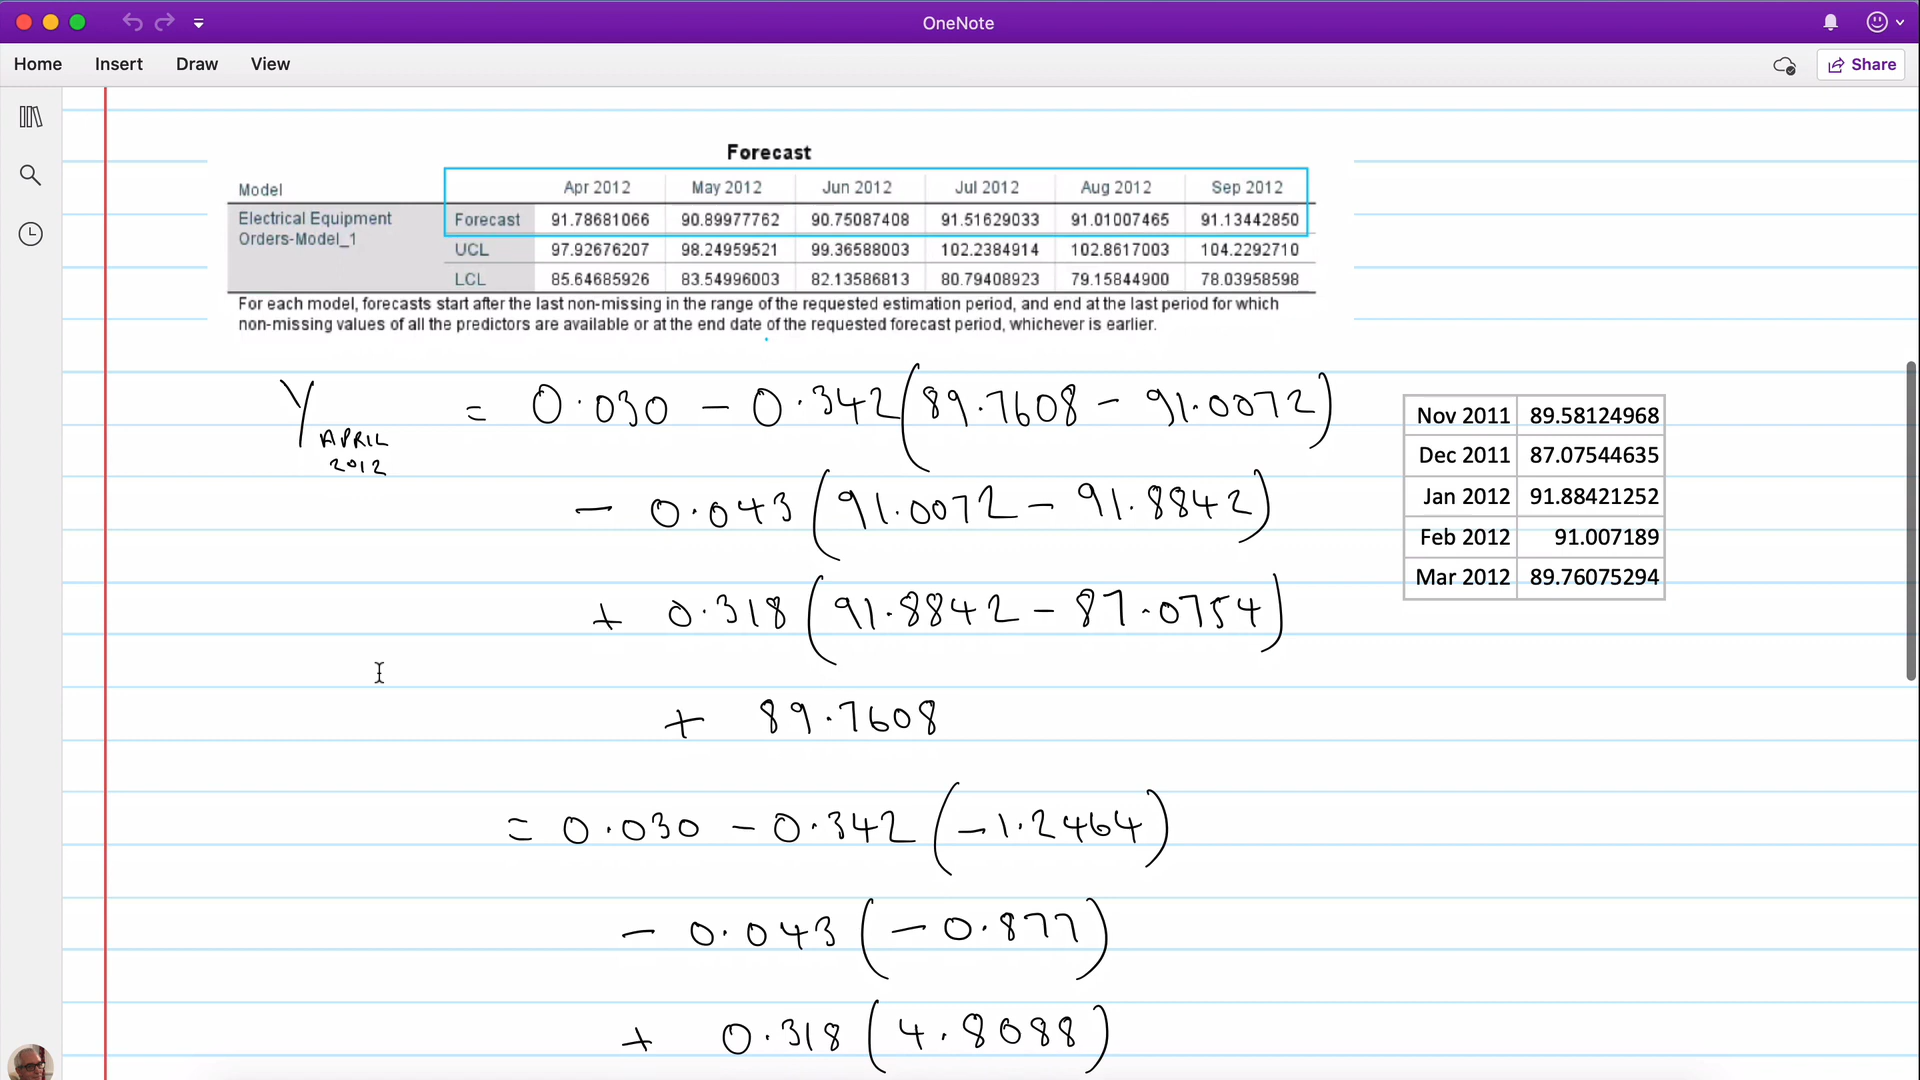 OneNote
Home Insert Draw View Share
Forecast
Model Apr 2012 May 2012 Jun 2012 Jul 2012 Aug 2012 Sep 2012
Electrical Equipment Orders-Model_1 Forecast 91.78681066 90.89977762 90.75087408 91.51629033 91.01007465 91.13442850
UCL 97.92676207 98.24959521 99.36588003 102.2384914 102.8617003 104.2292710
LCL 85.64685926 83.54996003 82.13586813 80.79408923 79.15844900 78.03958598
For each model, forecasts start after the last non-missing in the range of the requested estimation period, and end at the last period for which
non-missing values of all the predictors are available or at the end date of the requested forecast period, whichever is earlier.
Y APRIL 2012 = 0.030 - 0.342(89.7608 - 91.0072)
- 0.043(91.0072 - 91.8842)
+ 0.318(91.8842 - 87.0754)
+ 89.7608
= 0.030 - 0.342(-1.2464)
- 0.043(-0.877)
+ 0.318(4.8088)
Nov 2011 89.58124968
Dec 2011 87.07544635
Jan 2012 91.88421252
Feb 2012 91.007189
Mar 2012 89.76075294